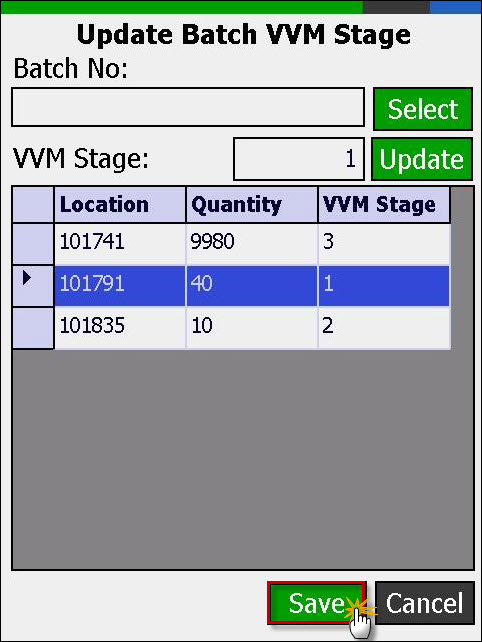 Update Batch VVM Stage
Batch No:
Select
VVM Stage: 1 Update
Location Quantity VVM Stage
101741 9980 3
101791 40 1
101835 10 2
Save Cancel